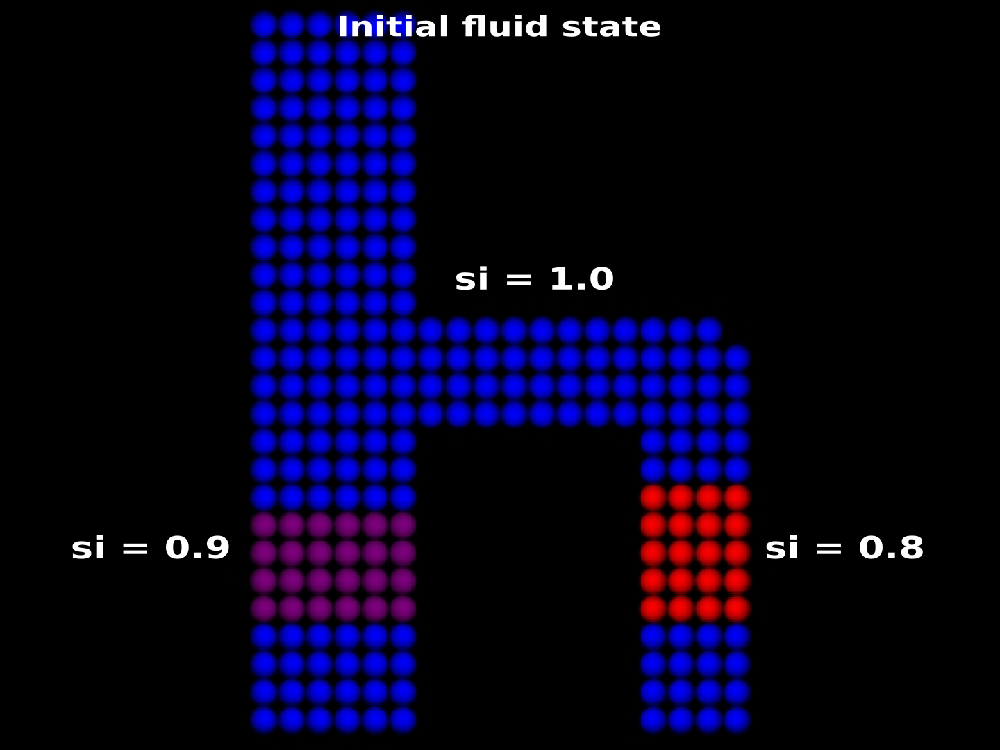 Initial fluid state
si = 1.0
si = 0.9
si = 0.8